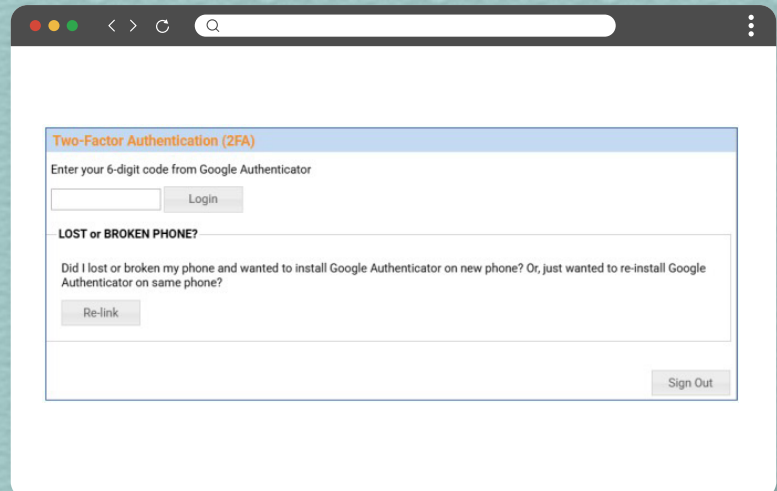 Two-Factor Authentication (2FA)
Enter your 6-digit code from Google Authenticator
Login
LOST or BROKEN PHONE?
Did I lost or broken my phone and wanted to install Google Authenticator on new phone? Or, just wanted to re-install Google
Authenticator on same phone?
Re-link
Sign Out